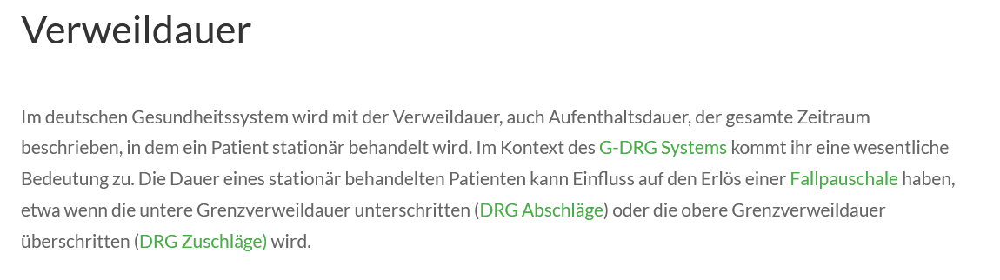 Verweildauer
Im deutschen Gesundheitssystem wird mit der Verweildauer, auch Aufenthaltsdauer, der gesamte Zeitraum
beschrieben, in dem ein Patient stationär behandelt wird. Im Kontext des G-DRG Systems kommt ihr eine wesentliche
Bedeutung zu. Die Dauer eines stationär behandelten Patienten kann Einfluss auf den Erlös einer Fallpauschale haben,
etwa wenn die untere Grenzverweildauer unterschritten (DRG Abschläge) oder die obere Grenzverweildauer
überschritten (DRG Zuschläge) wird.